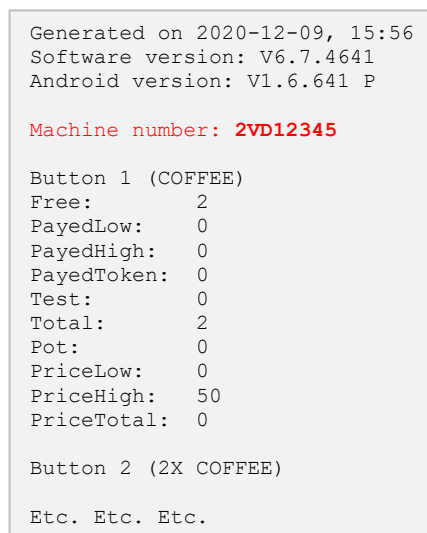 Generated on 2020-12-09, 15:56
Software version: V6.7.4641
Android version: V1.6.641 P
Machine number: 2VD12345
Button 1 (COFFEE)
Free: 2
PayedLow: 0
PayedHigh: 0
PayedToken: 0
Test: 0
Total: 2
Pot: 0
PriceLow: 0
PriceHigh: 50
PriceTotal: 0
Button 2 (2X COFFEE)
Etc. Etc. Etc.